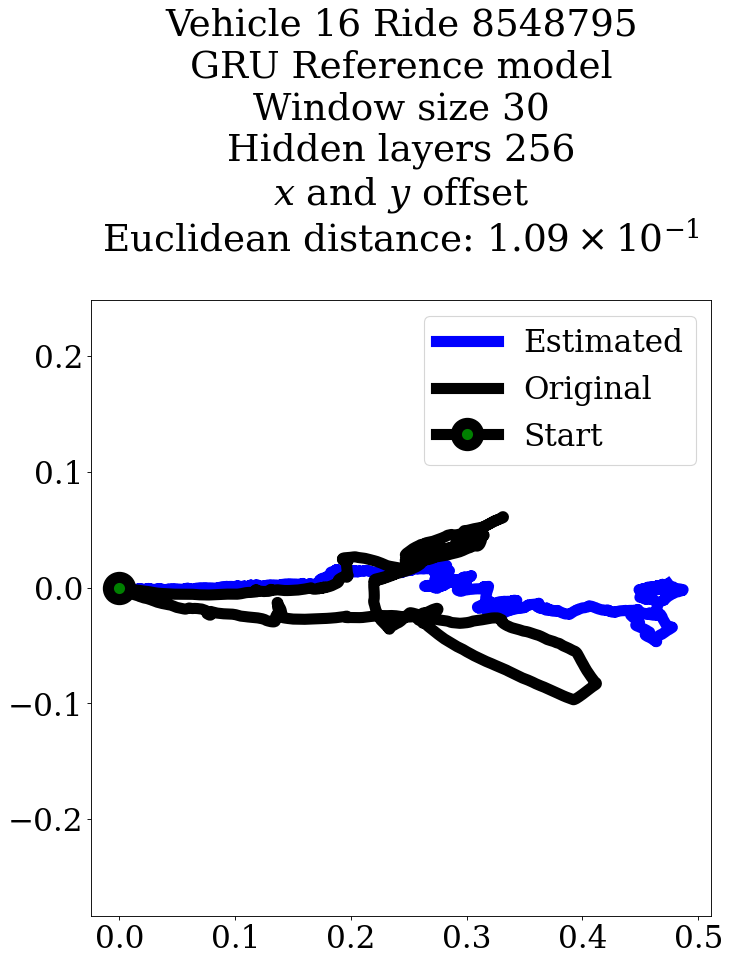 Vehicle 16 Ride 8548795
GRU Reference model
Window size 30
Hidden layers 256
x and y offset
Euclidean distance: 1.09 × 10⁻¹
Estimated
Original
Start
0.2
0.1
0.0
−0.1
−0.2
0.0 0.1 0.2 0.3 0.4 0.5